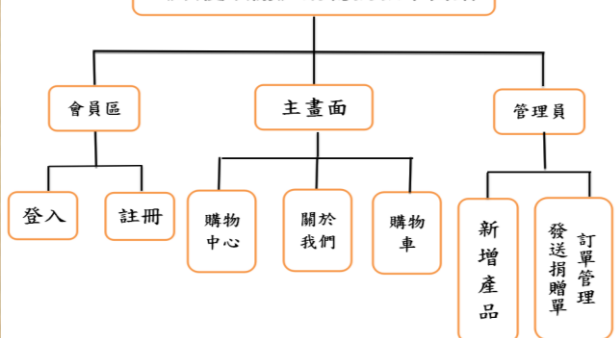 會員區
主畫面
管理員
登入
註冊
購物
中心
關於
我們
購物
車
新增產品
訂單管理
發送捐贈單